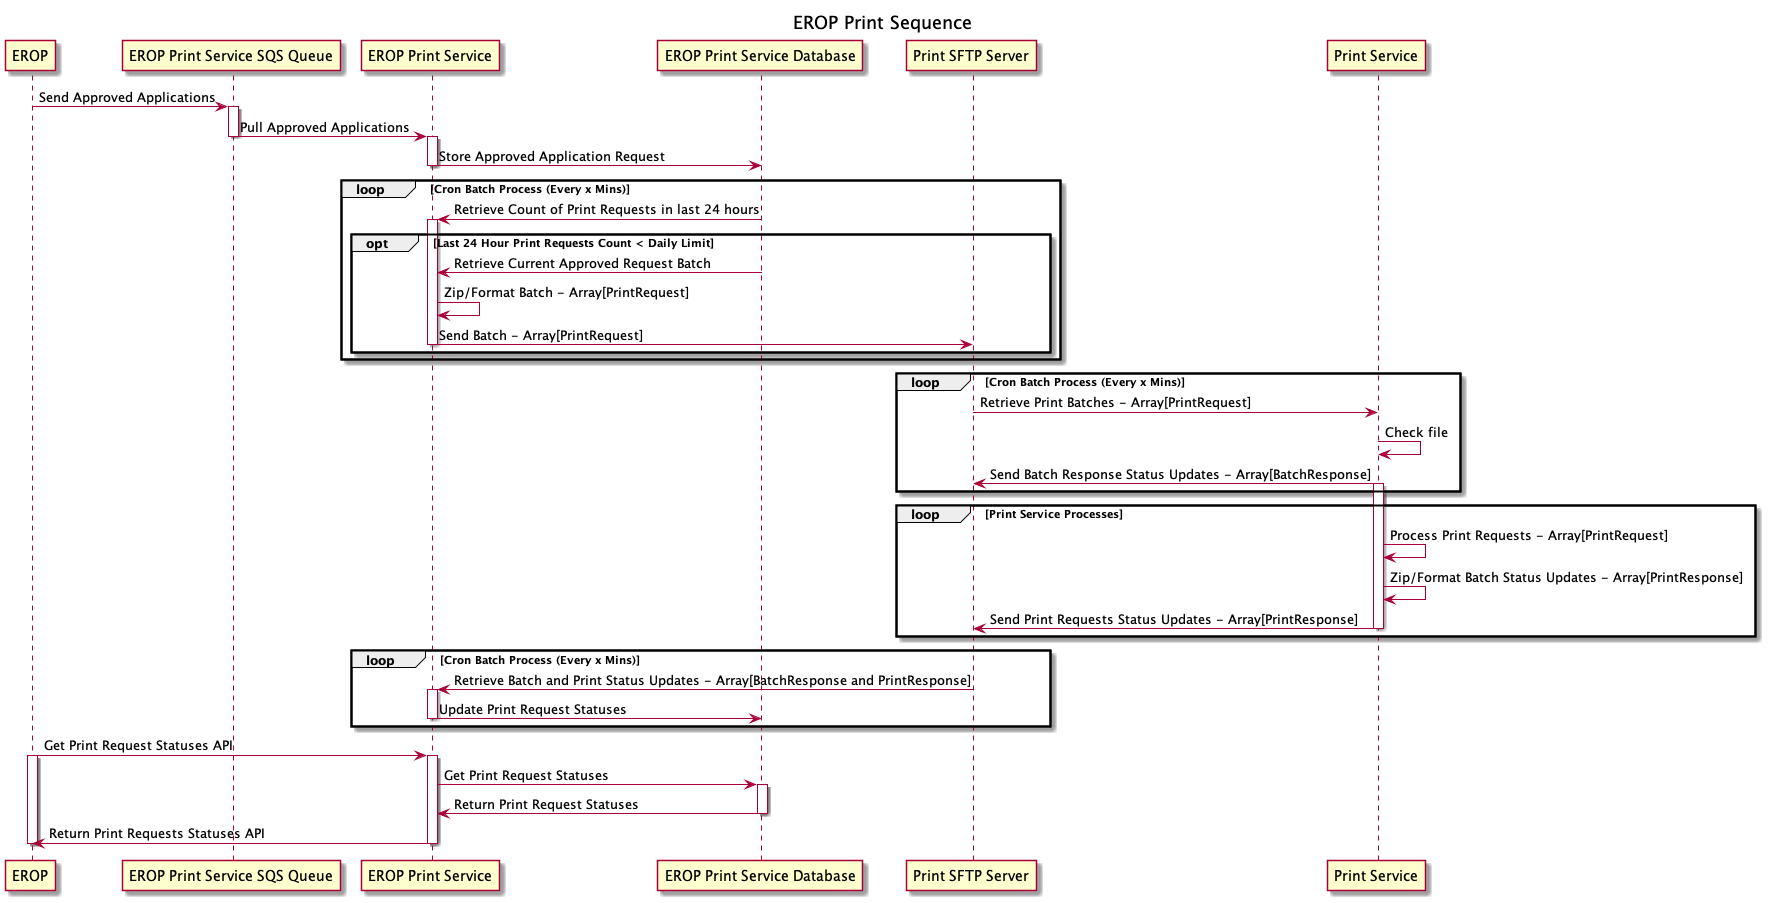 EROP Print Sequence
EROP
EROP Print Service SQS Queue
EROP Print Service
EROP Print Service Database
Print SFTP Server
Print Service
Send Approved Applications
Pull Approved Applications
Store Approved Application Request
loop
[Cron Batch Process (Every x Mins)]
Retrieve Count of Print Requests in last 24 hours
opt
[Last 24 Hour Print Requests Count < Daily Limit]
Retrieve Current Approved Request Batch
Zip/Format Batch – Array[PrintRequest]
Send Batch – Array[PrintRequest]
loop
[Cron Batch Process (Every x Mins)]
Retrieve Print Batches – Array[PrintRequest]
Check file
Send Batch Response Status Updates – Array[BatchResponse]
loop
[Print Service Processes]
Process Print Requests – Array[PrintRequest]
Zip/Format Batch Status Updates – Array[PrintResponse]
Send Print Requests Status Updates – Array[PrintResponse]
loop
[Cron Batch Process (Every x Mins)]
Retrieve Batch and Print Status Updates – Array[BatchResponse and PrintResponse]
Update Print Request Statuses
Get Print Request Statuses API
Get Print Request Statuses
Return Print Request Statuses
Return Print Requests Statuses API
EROP
EROP Print Service SQS Queue
EROP Print Service
EROP Print Service Database
Print SFTP Server
Print Service